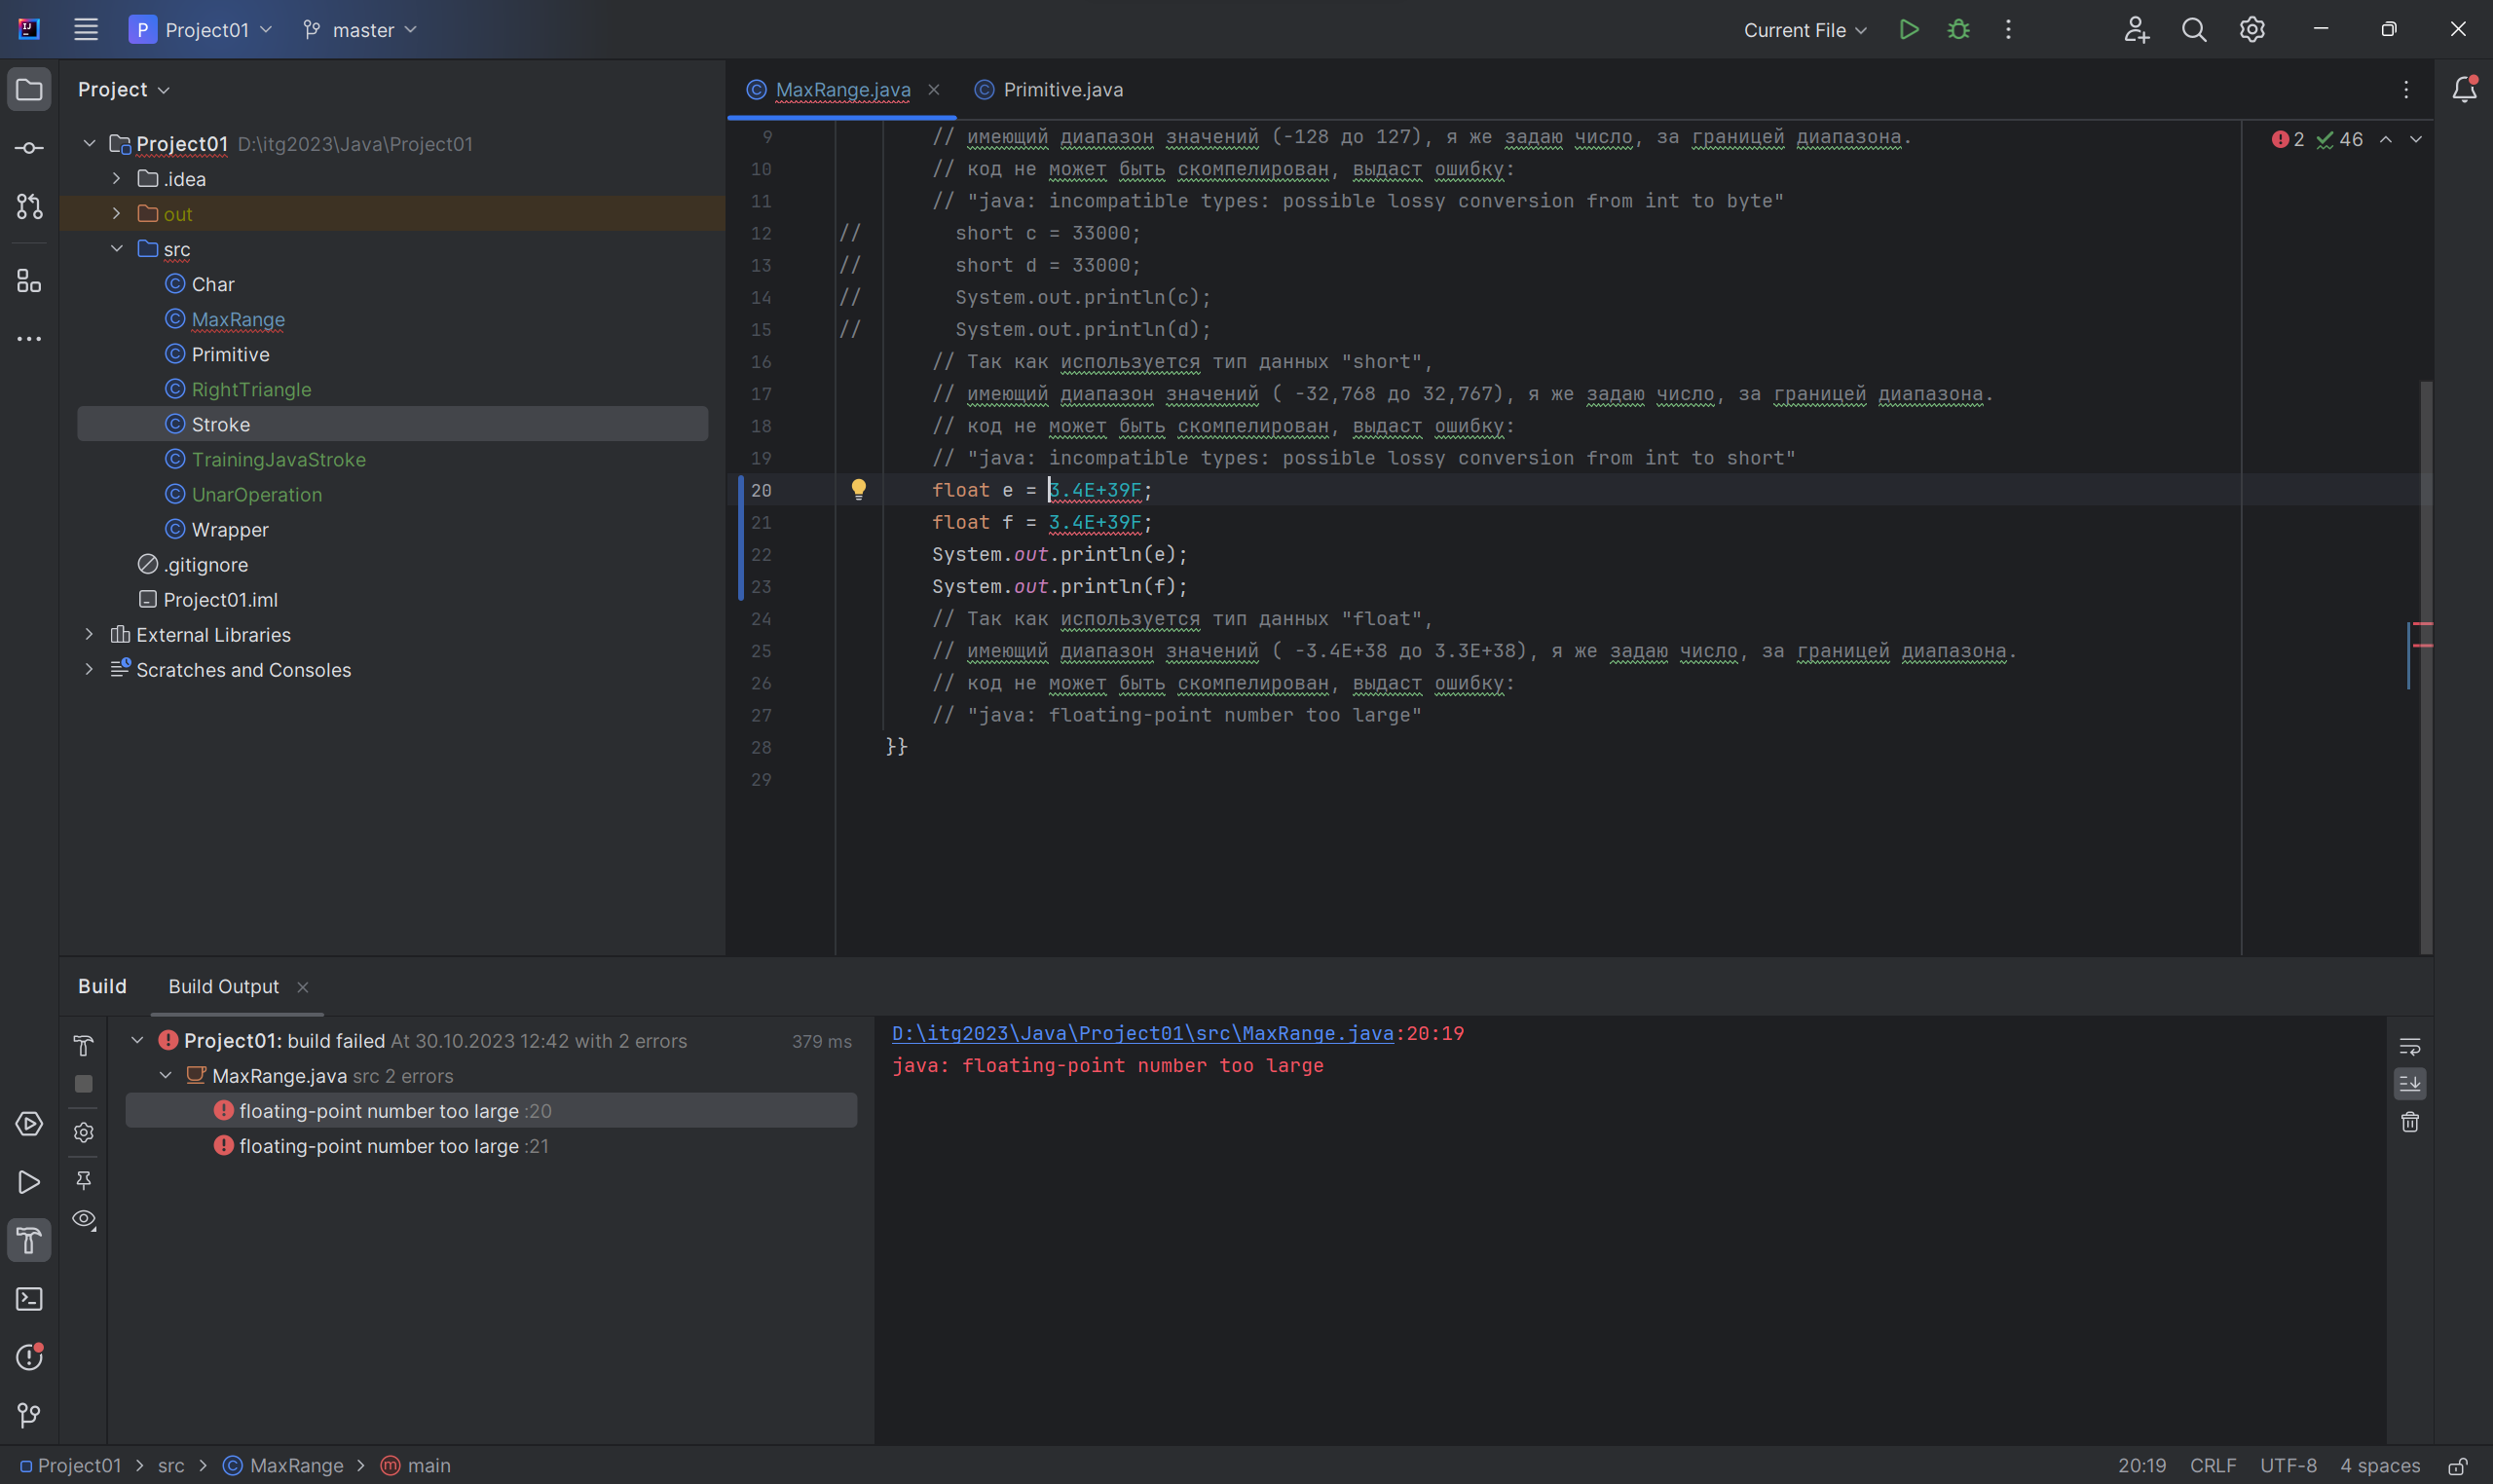 P Project01 master Current File
Project
MaxRange.java Primitive.java
Project01 D:\itg2023\Java\Project01
.idea
out
src
Char
MaxRange
Primitive
RightTriangle
Stroke
TrainingJavaStroke
UnarOperation
Wrapper
.gitignore
Project01.iml
External Libraries
Scratches and Consoles
2 46
9 // имеющий диапазон значений (-128 до 127), я же задаю число, за границей диапазона.
10 // код не может быть скомпелирован, выдаст ошибку:
11 // "java: incompatible types: possible lossy conversion from int to byte"
12 // short c = 33000;
13 // short d = 33000;
14 // System.out.println(c);
15 // System.out.println(d);
16 // Так как используется тип данных "short",
17 // имеющий диапазон значений ( -32,768 до 32,767), я же задаю число, за границей диапазона.
18 // код не может быть скомпелирован, выдаст ошибку:
19 // "java: incompatible types: possible lossy conversion from int to short"
20 float e = 3.4E+39F;
21 float f = 3.4E+39F;
22 System.out.println(e);
23 System.out.println(f);
24 // Так как используется тип данных "float",
25 // имеющий диапазон значений ( -3.4E+38 до 3.3E+38), я же задаю число, за границей диапазона.
26 // код не может быть скомпелирован, выдаст ошибку:
27 // "java: floating-point number too large"
28 }}
29
Build Build Output
Project01: build failed At 30.10.2023 12:42 with 2 errors 379 ms
MaxRange.java src 2 errors
floating-point number too large :20
floating-point number too large :21
D:\itg2023\Java\Project01\src\MaxRange.java:20:19
java: floating-point number too large
Project01 > src > MaxRange > main
20:19 CRLF UTF-8 4 spaces